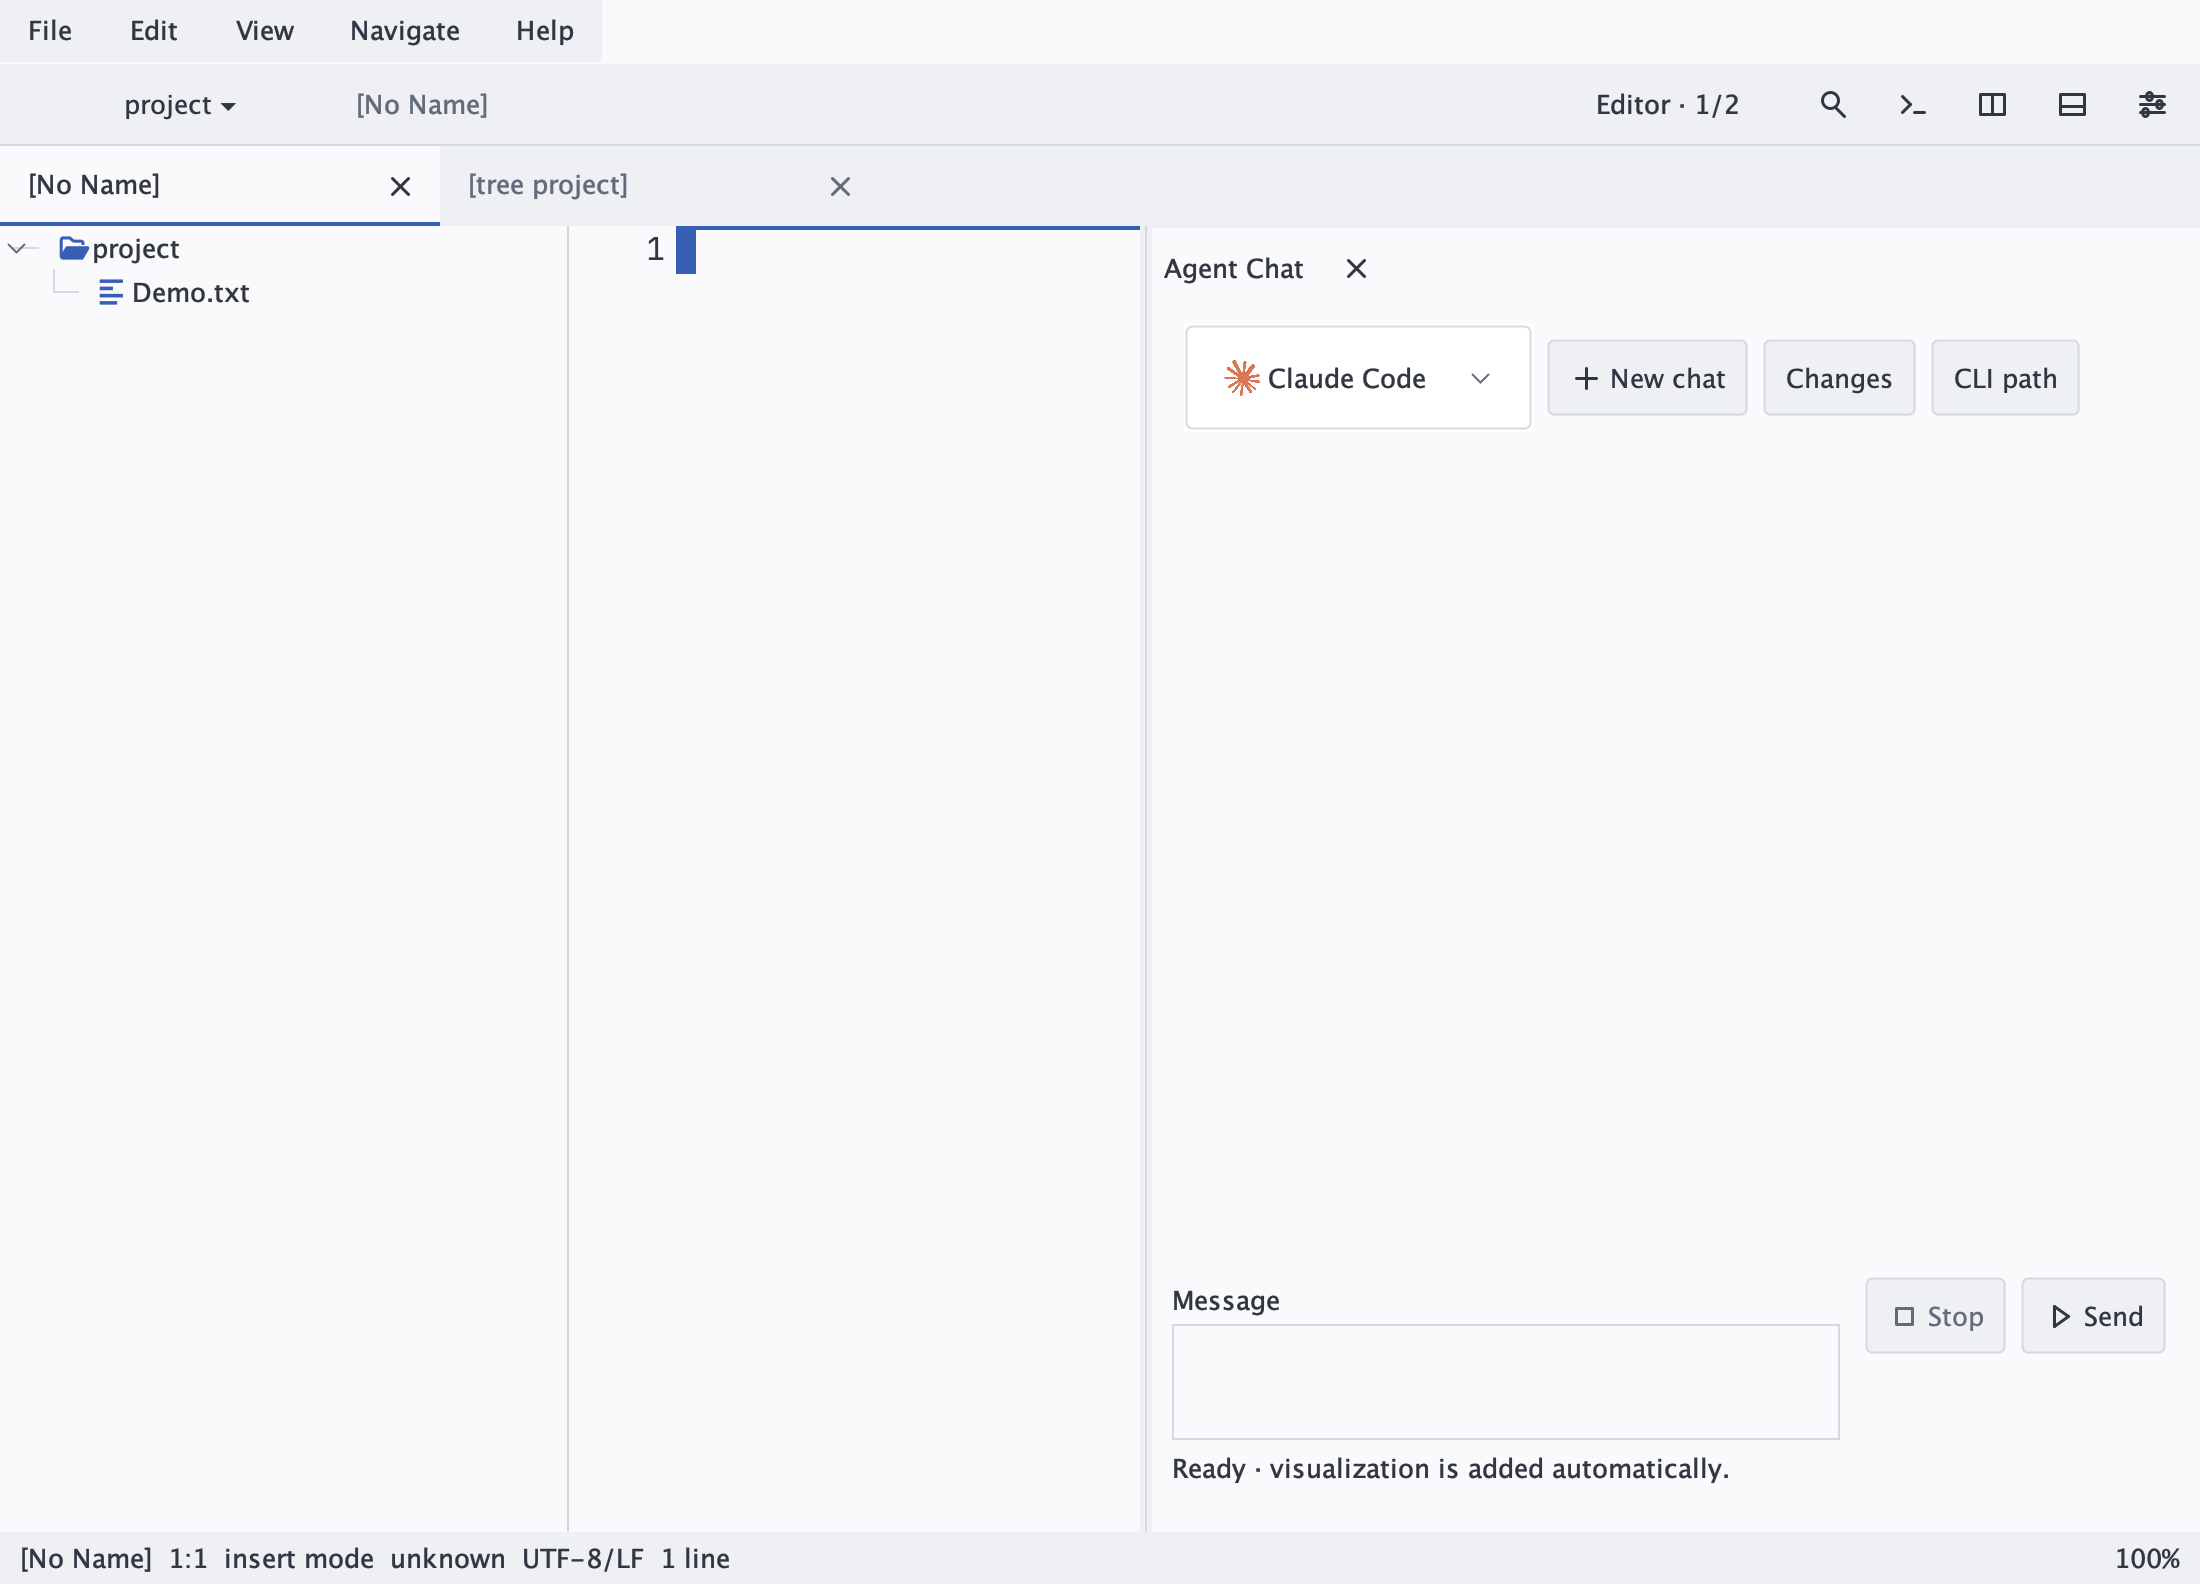 File Edit View Navigate Help
project [No Name] Editor · 1/2
[No Name] [tree project]
project
Demo.txt
1
Agent Chat
Claude Code New chat Changes CLI path
Message
Stop Send
Ready · visualization is added automatically.
[No Name] 1:1 insert mode unknown UTF-8/LF 1 line 100%